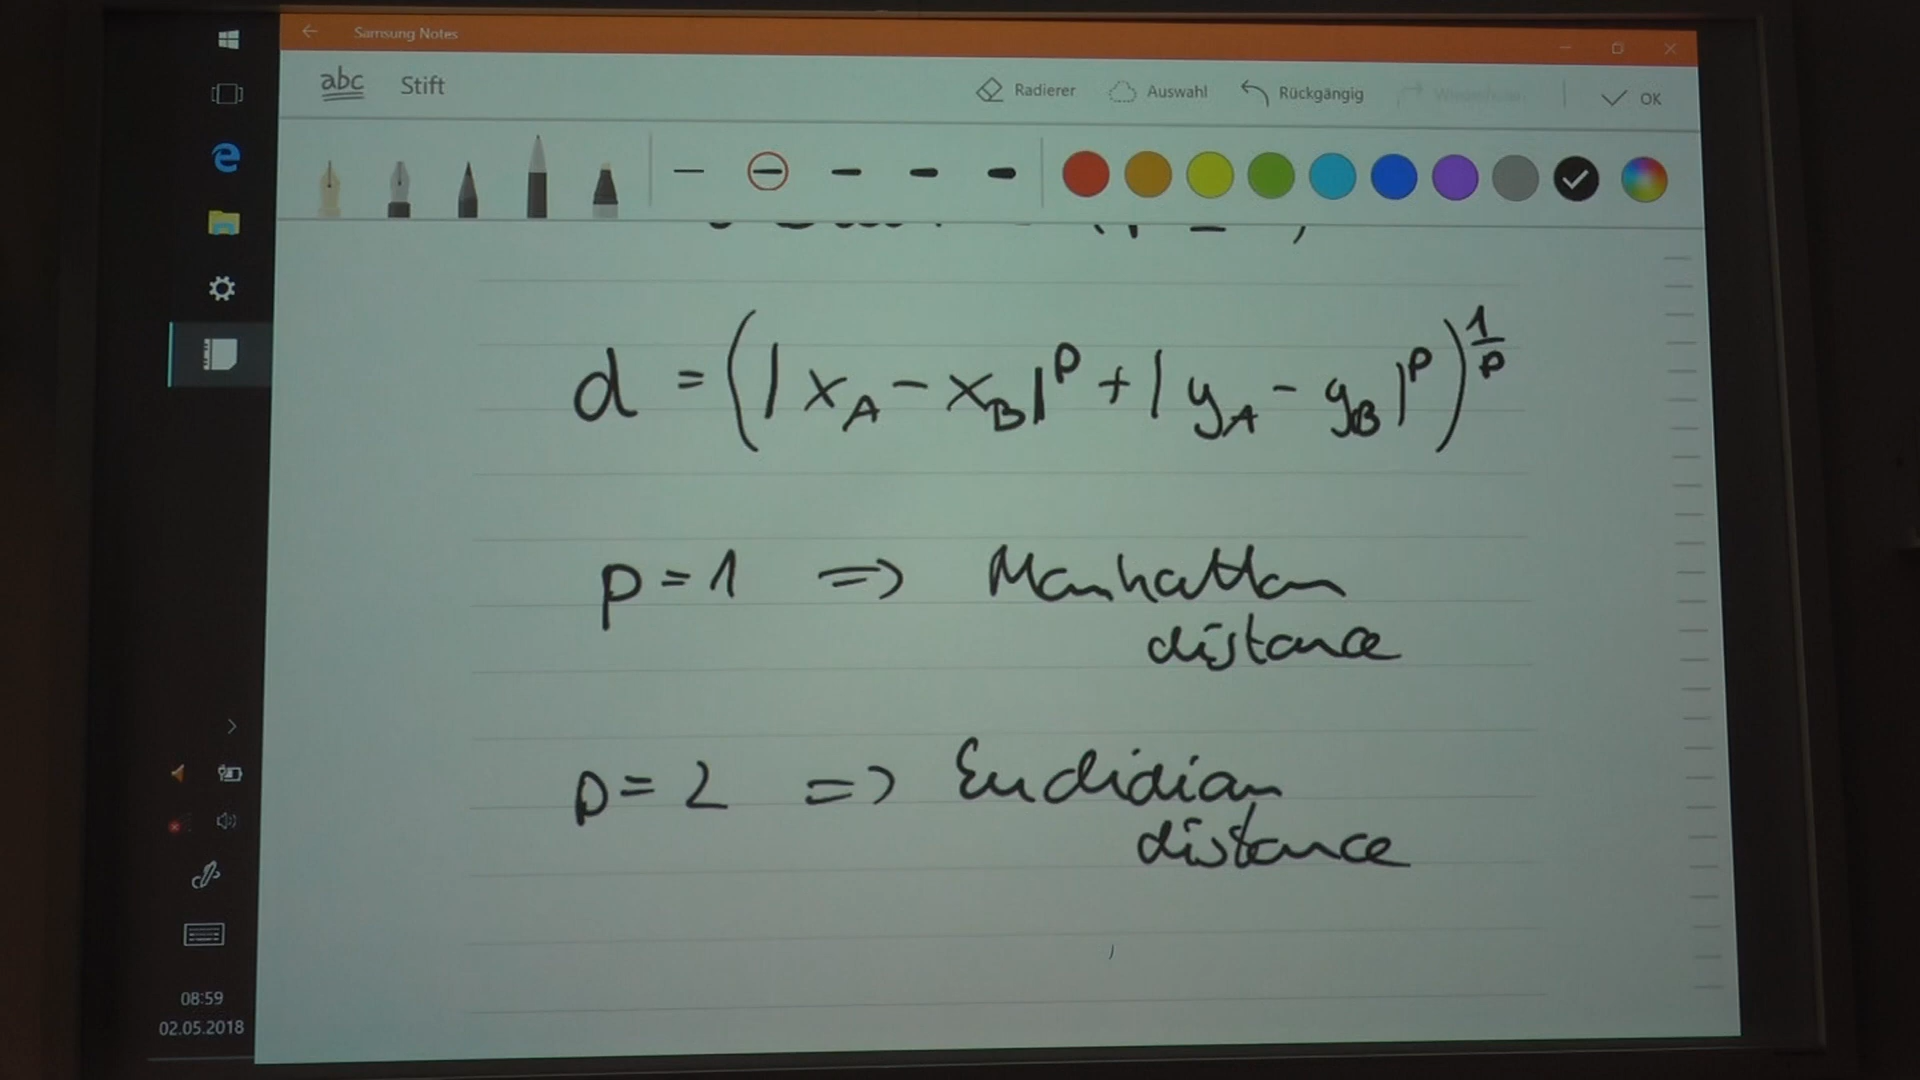 Samsung Notes
abc Stift Radierer Auswahl Rückgängig OK
d = (|x_A - x_B|^p + |y_A - y_B|^p)^{1/p}
p = 1 => Manhattan
distance
p = 2 => Euclidian
distance
08:59
02.05.2018